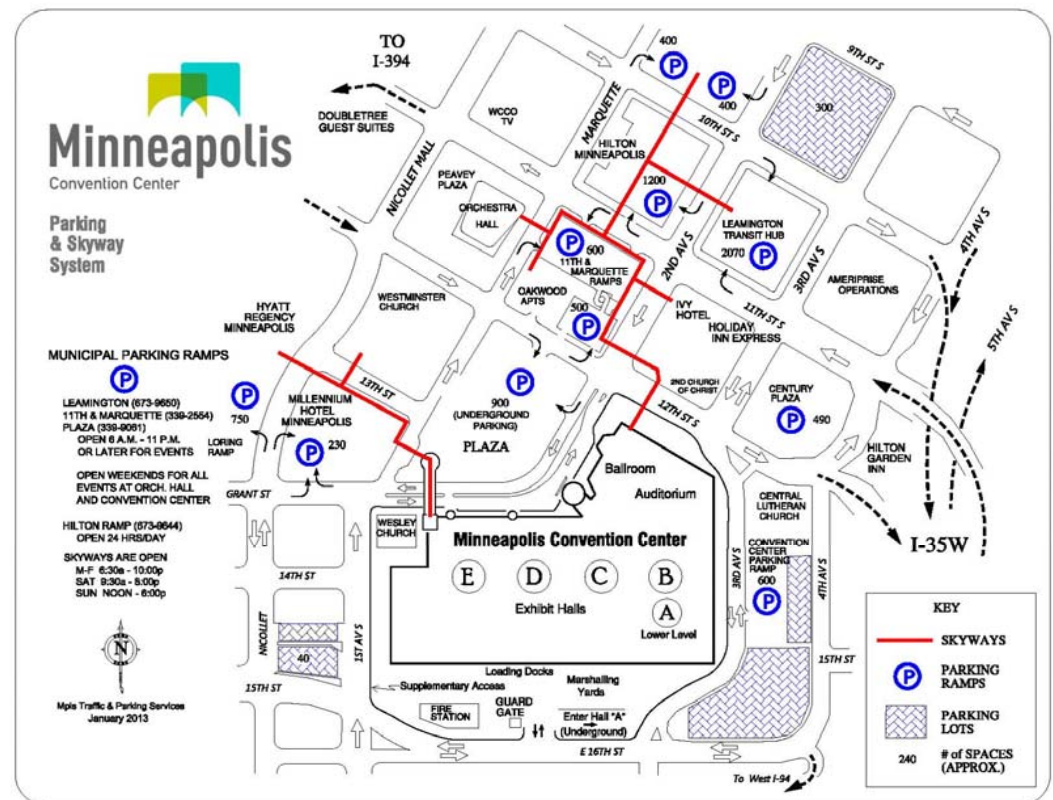 Minneapolis
Convention Center
Parking
& Skyway
System
TO
I-394
DOUBLETREE
GUEST SUITES
WCCO
TV
MARQUETTE
400
400
9TH ST S
300
10TH ST S
HILTON
MINNEAPOLIS
NICOLLET MALL
PEAVEY
PLAZA
ORCHESTRA
HALL
1200
LEAMINGTON
TRANSIT HUB
2070
2ND AV S
3RD AV S
4TH AV S
600
11TH &
MARQUETTE
RAMPS
AMERIPRISE
OPERATIONS
OAKWOOD
APTS
500
WESTMINSTER
CHURCH
IVY
HOTEL
11TH ST S
HOLIDAY
INN EXPRESS
5TH AV S
HYATT
REGENCY
MINNEAPOLIS
MUNICIPAL PARKING RAMPS
P
LEAMINGTON (673-9650)
11TH & MARQUETTE (339-2554)
PLAZA (339-9061)
OPEN 6 A.M. - 11 P.M.
OR LATER FOR EVENTS
OPEN WEEKENDS FOR ALL
EVENTS AT ORCH. HALL
AND CONVENTION CENTER
HILTON RAMP (673-9644)
OPEN 24 HRS/DAY
SKYWAYS ARE OPEN
M-F 6:30a - 10:00p
SAT 9:30a - 8:00p
SUN NOON - 6:00p
N
Mpls Traffic & Parking Services
January 2013
13TH ST
MILLENNIUM
HOTEL
MINNEAPOLIS
750
LORING
RAMP
230
900
(UNDERGROUND
PARKING)
PLAZA
2ND CHURCH
OF CHRIST
12TH ST S
CENTURY
PLAZA
490
HILTON
GARDEN
INN
GRANT ST
Ballroom
Auditorium
WESLEY
CHURCH
Minneapolis Convention Center
E D C B
A
Exhibit Halls
Lower Level
CENTRAL
LUTHERAN
CHURCH
CONVENTION
CENTER
PARKING
RAMP
600
I-35W
3RD AV S
4TH AV S
14TH ST
NICOLLET
1ST AV S
40
15TH ST
15TH ST
Loading Docks
Supplementary Access
Marshalling
Yards
FIRE
STATION
GUARD
GATE
Enter Hall "A"
(Underground)
E 16TH ST
To West I-94
KEY
SKYWAYS
P PARKING
RAMPS
PARKING
LOTS
240 # of SPACES
(APPROX.)